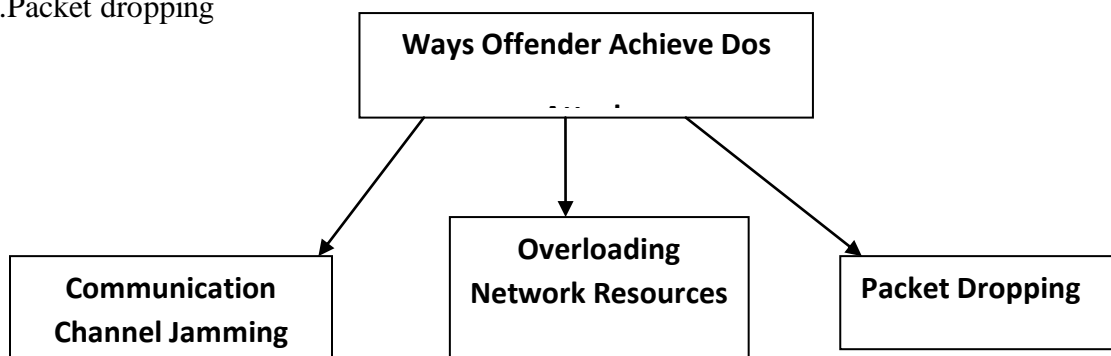 .Packet dropping
Ways Offender Achieve Dos
Overloading
Network Resources
Communication
Channel Jamming
Packet Dropping